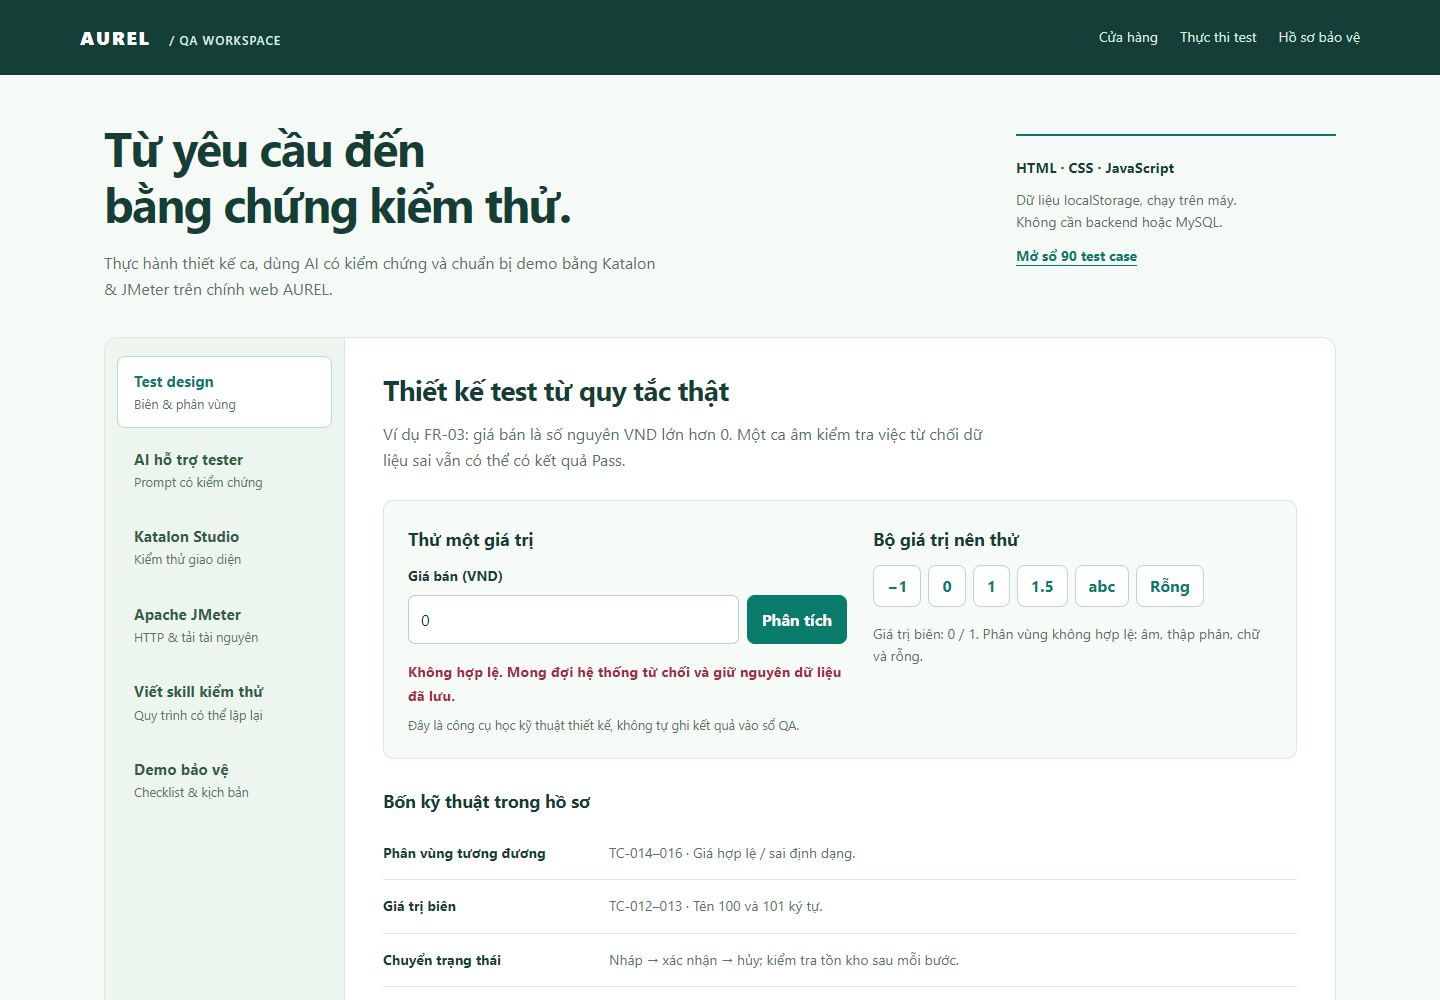 AUREL / QA WORKSPACE
Cửa hàng
Thực thi test
Hồ sơ bảo vệ
Từ yêu cầu đến
bằng chứng kiểm thử.
Thực hành thiết kế ca, dùng AI có kiểm chứng và chuẩn bị demo bằng Katalon
& JMeter trên chính web AUREL.
HTML · CSS · JavaScript
Dữ liệu localStorage, chạy trên máy.
Không cần backend hoặc MySQL.
Mở sổ 90 test case
Test design
Biên & phân vùng
AI hỗ trợ tester
Prompt có kiểm chứng
Katalon Studio
Kiểm thử giao diện
Apache JMeter
HTTP & tải tài nguyên
Viết skill kiểm thử
Quy trình có thể lặp lại
Demo bảo vệ
Checklist & kịch bản
Thiết kế test từ quy tắc thật
Ví dụ FR-03: giá bán là số nguyên VND lớn hơn 0. Một ca âm kiểm tra việc từ chối dữ
liệu sai vẫn có thể có kết quả Pass.
Thử một giá trị
Giá bán (VND)
0
Phân tích
Không hợp lệ. Mong đợi hệ thống từ chối và giữ nguyên dữ liệu
đã lưu.
Đây là công cụ học kỹ thuật thiết kế, không tự ghi kết quả vào sổ QA.
Bộ giá trị nên thử
−1
0
1
1.5
abc
Rỗng
Giá trị biên: 0 / 1. Phân vùng không hợp lệ: âm, thập phân, chữ
và rỗng.
Bốn kỹ thuật trong hồ sơ
Phân vùng tương đương
TC-014–016 · Giá hợp lệ / sai định dạng.
Giá trị biên
TC-012–013 · Tên 100 và 101 ký tự.
Chuyển trạng thái
Nháp → xác nhận → hủy; kiểm tra tồn kho sau mỗi bước.